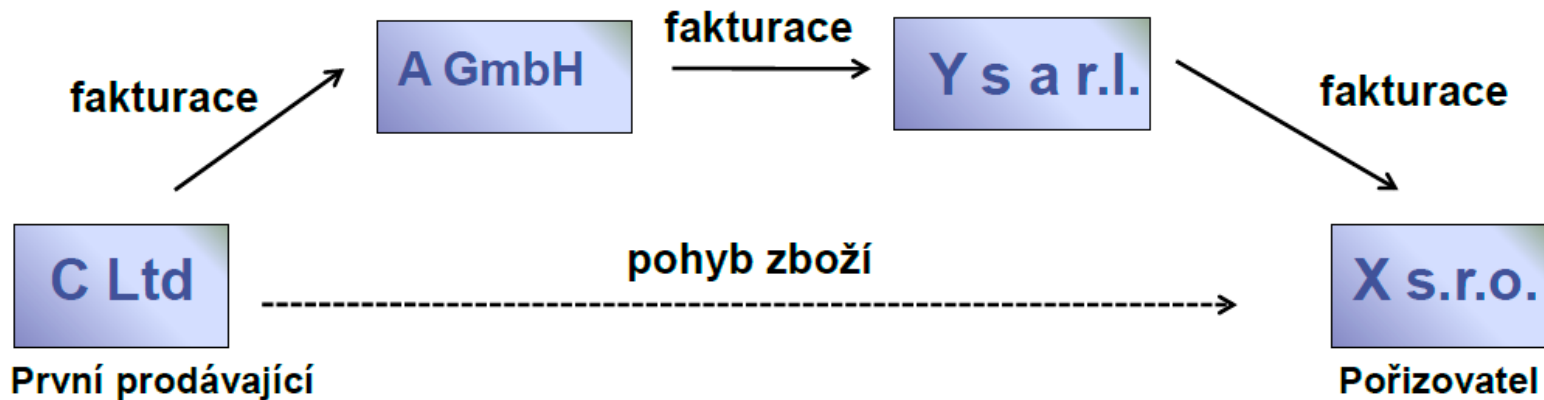 fakturace
A GmbH
fakturace
Y s a r.l.
fakturace
C Ltd
pohyb zboží
X s.r.o.
První prodávající
Pořizovatel